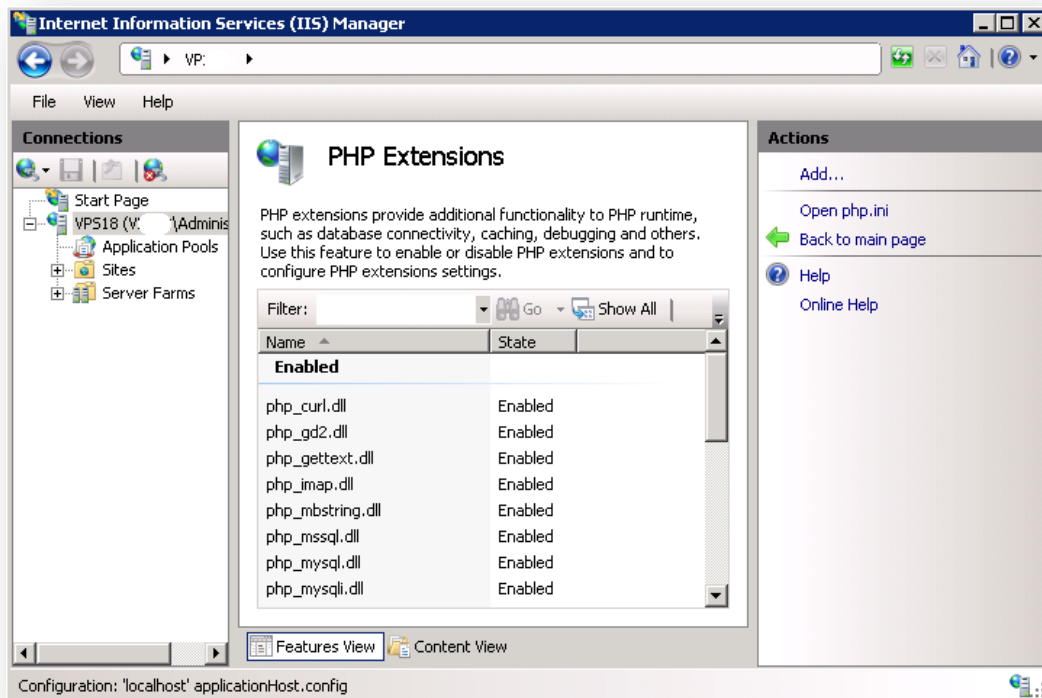 Internet Information Services (IIS) Manager
VP:
File View Help
Connections
Start Page
VPS18 (V. \Adminis
Application Pools
Sites
Server Farms
PHP Extensions
PHP extensions provide additional functionality to PHP runtime,
such as database connectivity, caching, debugging and others.
Use this feature to enable or disable PHP extensions and to
configure PHP extensions settings.
Filter: Go Show All
Name State
Enabled
php_curl.dll Enabled
php_gd2.dll Enabled
php_gettext.dll Enabled
php_imap.dll Enabled
php_mbstring.dll Enabled
php_mssql.dll Enabled
php_mysql.dll Enabled
php_mysqli.dll Enabled
Features View Content View
Actions
Add...
Open php.ini
Back to main page
Help
Online Help
Configuration: 'localhost' applicationHost.config